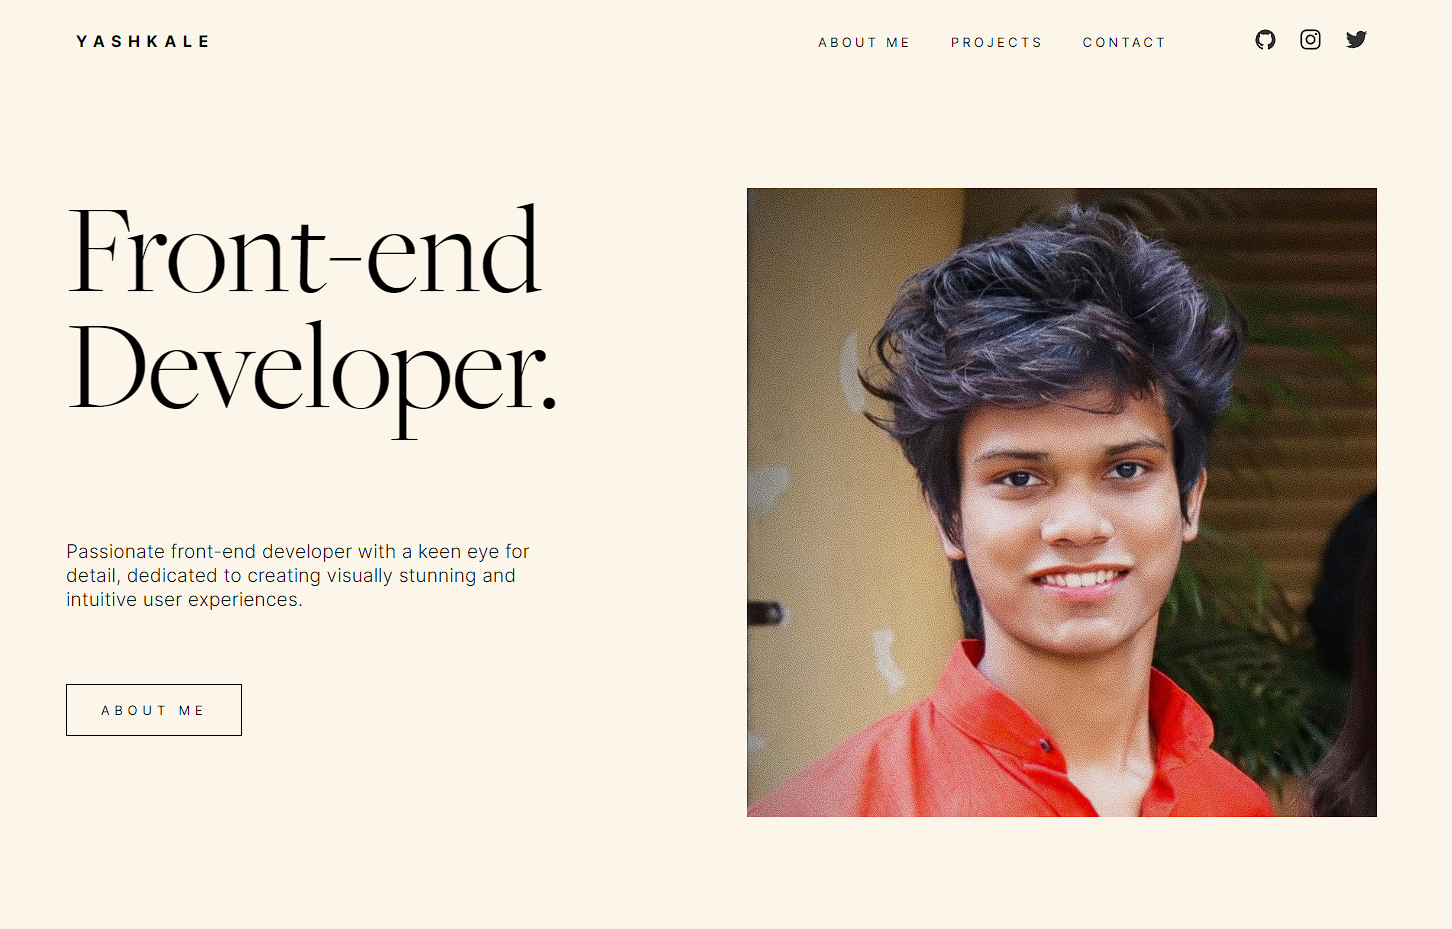 YASHKALE
ABOUT ME PROJECTS CONTACT
Front-end
Developer.
Passionate front-end developer with a keen eye for
detail, dedicated to creating visually stunning and
intuitive user experiences.
ABOUT ME